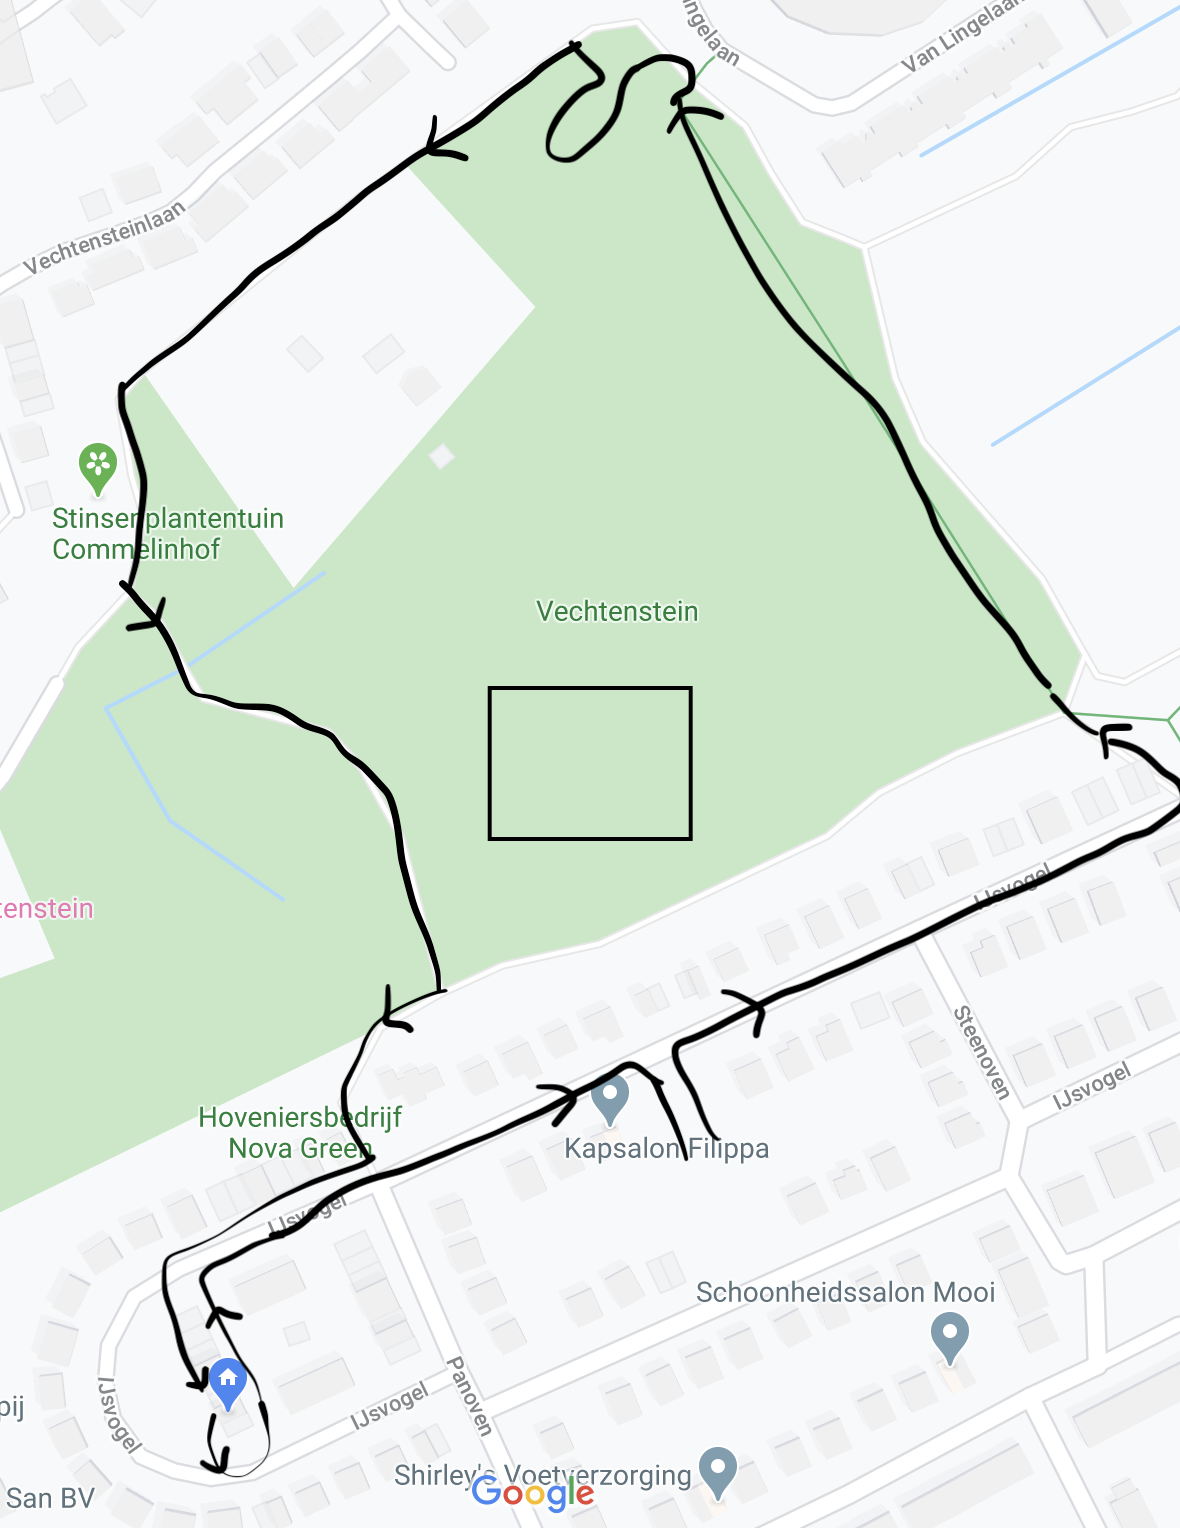 ngelaan
Van Lingelaan
Vechtensteinlaan
Stinsenplantentuin
Commelinhof
Vechtenstein
tenstein
IJsvogel
Steenoven
IJsvogel
Hoveniersbedrijf
Nova Green
Kapsalon Filippa
IJsvogel
Schoonheidssalon Mooi
IJsvogel
Panoven
IJsvogel
pij
Shirley's Voetverzorging
Google
San BV